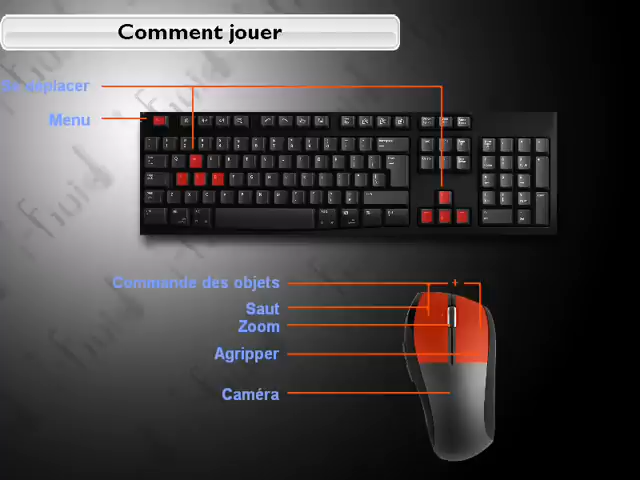 Comment jouer
Se déplacer
Menu
Commande des objets
+
Saut
Zoom
Agripper
Caméra